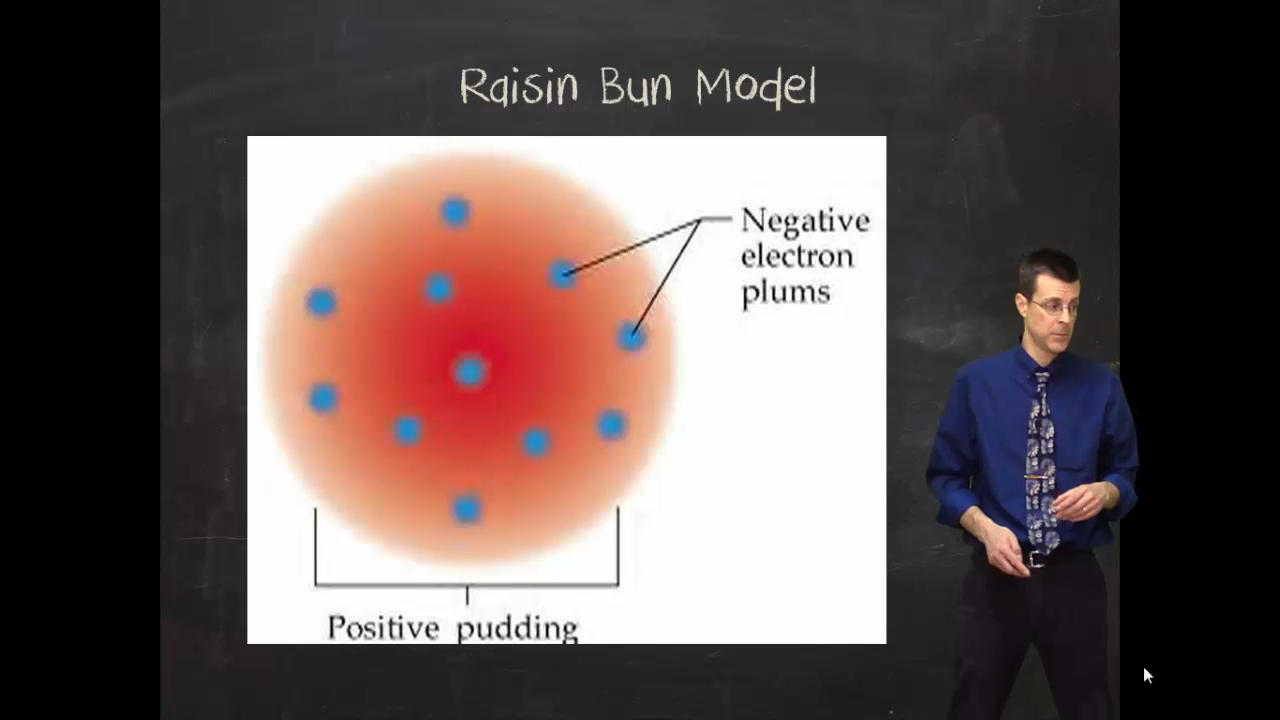 Raisin Bun Model
Negative
electron
plums
Positive pudding